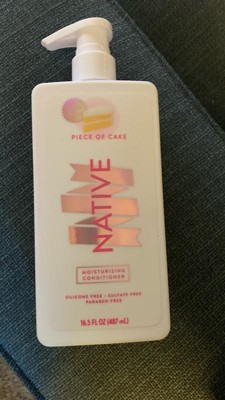 PIECE OF CAKE
NATIVE
MOISTURIZING
CONDITIONER
SILICONE FREE - SULFATE FREE
PARABEN FREE
16.5 FL OZ (487 mL)